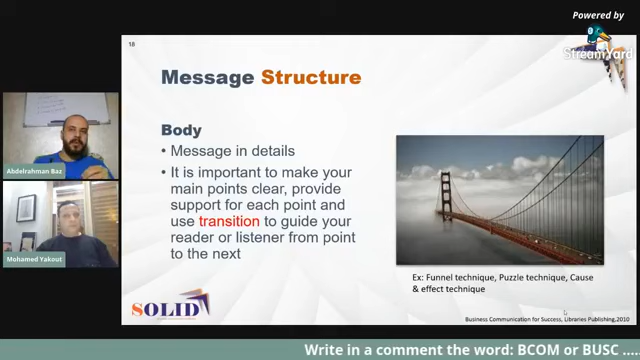 Powered by
StreamYard
18
Message Structure
Body
• Message in details
• It is important to make your
main points clear, provide
support for each point and
use transition to guide your
reader or listener from point
to the next
Ex: Funnel technique, Puzzle technique, Cause
& effect technique
SOLID
Business Communication for Success, Libraries Publishing,2010
Abdelrahman Baz
Mohamed Yakout
Write in a comment the word: BCOM or BUSC ....